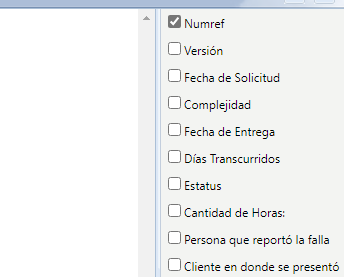 Numref
Versión
Fecha de Solicitud
Complejidad
Fecha de Entrega
Días Transcurridos
Estatus
Cantidad de Horas:
Persona que reportó la falla
Cliente en donde se presentó